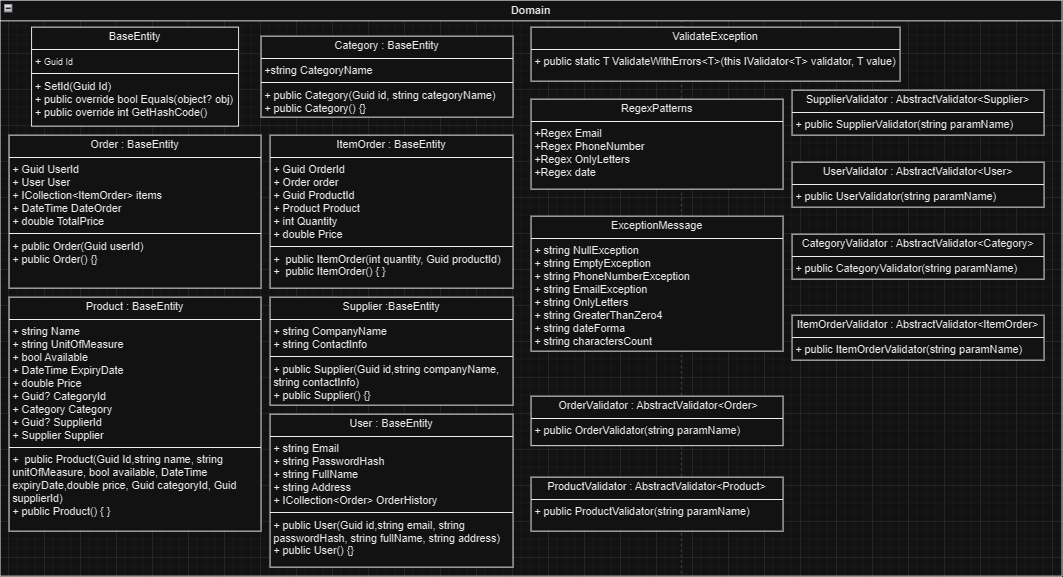 Domain
BaseEntity
+ Guid Id
+ SetId(Guid Id)
+ public override bool Equals(object? obj)
+ public override int GetHashCode()
Category : BaseEntity
+string CategoryName
+ public Category(Guid id, string categoryName)
+ public Category() {}
Order : BaseEntity
+ Guid UserId
+ User User
+ ICollection<ItemOrder> items
+ DateTime DateOrder
+ double TotalPrice
+ public Order(Guid userId)
+ public Order() {}
ItemOrder : BaseEntity
+ Guid OrderId
+ Order order
+ Guid ProductId
+ Product Product
+ int Quantity
+ double Price
+ public ItemOrder(int quantity, Guid productId)
+ public ItemOrder() { }
Product : BaseEntity
+ string Name
+ string UnitOfMeasure
+ bool Available
+ DateTime ExpiryDate
+ double Price
+ Guid? CategoryId
+ Category Category
+ Guid? SupplierId
+ Supplier Supplier
+ public Product(Guid Id,string name, string
unitOfMeasure, bool available, DateTime
expiryDate,double price, Guid categoryId, Guid
supplierId)
+ public Product() { }
Supplier :BaseEntity
+ string CompanyName
+ string ContactInfo
+ public Supplier(Guid id,string companyName,
string contactInfo)
+ public Supplier() {}
User : BaseEntity
+ string Email
+ string PasswordHash
+ string FullName
+ string Address
+ ICollection<Order> OrderHistory
+ public User(Guid id,string email, string
passwordHash, string fullName, string address)
+ public User() {}
ValidateException
+ public static T ValidateWithErrors<T>(this IValidator<T> validator, T value)
RegexPatterns
+Regex Email
+Regex PhoneNumber
+Regex OnlyLetters
+Regex date
ExceptionMessage
+ string NullException
+ string EmptyException
+ string PhoneNumberException
+ string EmailException
+ string OnlyLetters
+ string GreaterThanZero4
+ string dateForma
+ string charactersCount
OrderValidator : AbstractValidator<Order>
+ public OrderValidator(string paramName)
ProductValidator : AbstractValidator<Product>
+ public ProductValidator(string paramName)
SupplierValidator : AbstractValidator<Supplier>
+ public SupplierValidator(string paramName)
UserValidator : AbstractValidator<User>
+ public UserValidator(string paramName)
CategoryValidator : AbstractValidator<Category>
+ public CategoryValidator(string paramName)
ItemOrderValidator : AbstractValidator<ItemOrder>
+ public ItemOrderValidator(string paramName)